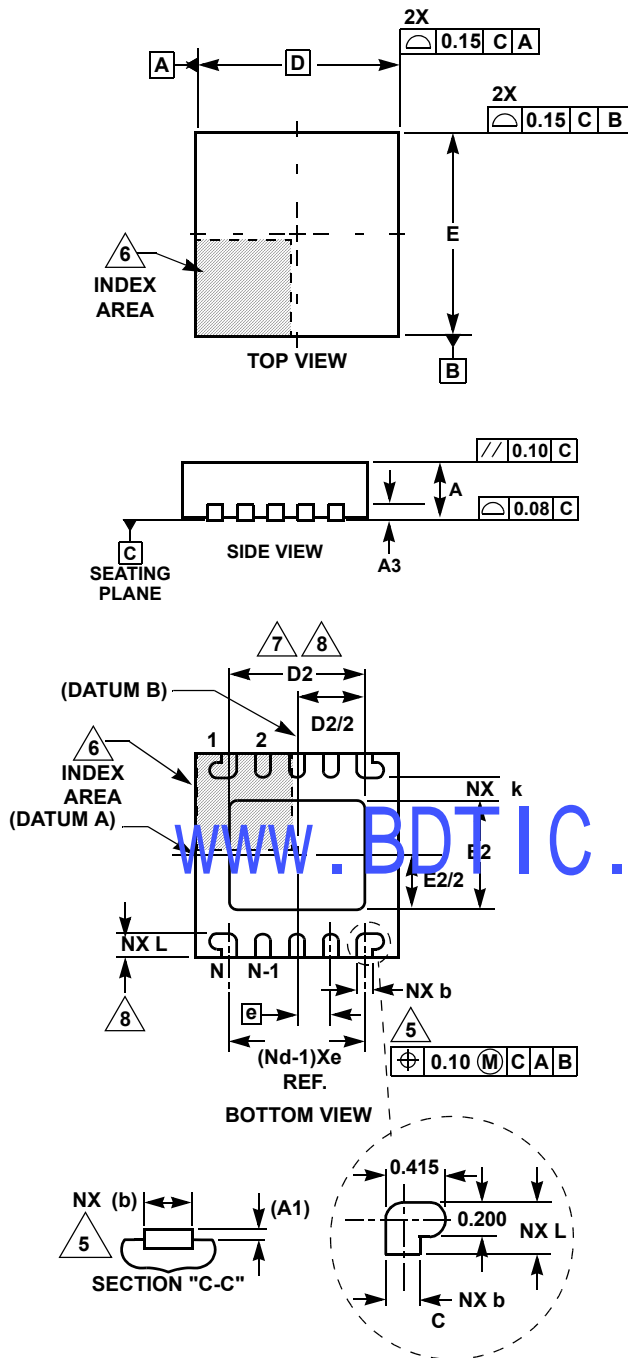 2X
0.15 C A
A
D
2X
0.15 C B
E
6
INDEX
AREA
TOP VIEW
B
// 0.10 C
A
0.08 C
C
SEATING
PLANE
SIDE VIEW
A3
7 8
D2
(DATUM B)
D2/2
6
INDEX
AREA
1 2
(DATUM A)
NX k
www.BDTIC.
E2
E2/2
NX L
N N-1
NX b
8
e
5
(Nd-1)Xe
REF.
⌖ 0.10 Ⓜ C A B
BOTTOM VIEW
NX (b)
(A1)
5
SECTION "C-C"
0.415
0.200
NX L
NX b
C